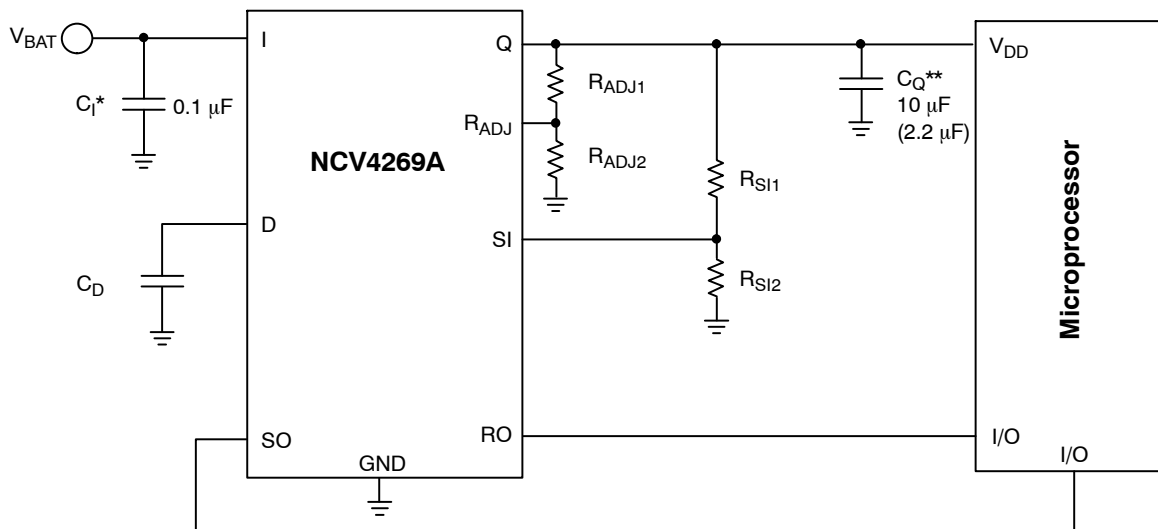 V_BAT
I
C_I*
0.1 μF
D
C_D
SO
GND
NCV4269A
Q
R_ADJ
SI
RO
R_ADJ1
R_ADJ2
R_SI1
R_SI2
C_Q**
10 μF
(2.2 μF)
V_DD
Microprocessor
I/O
I/O